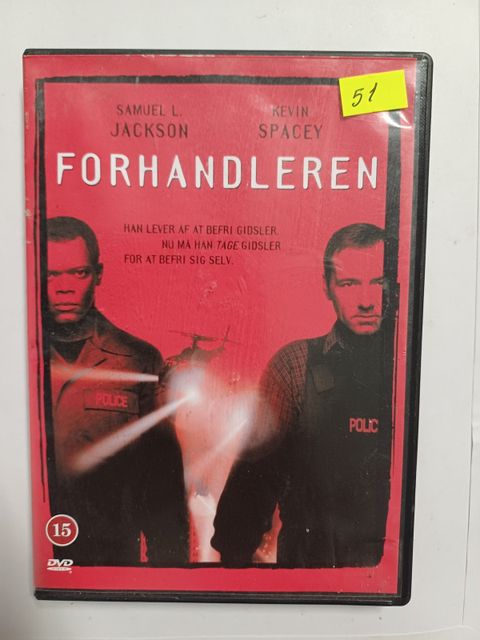 51
SAMUEL L.
JACKSON
KEVIN
SPACEY
FORHANDLEREN
HAN LEVER AF AT BEFRI GIDSLER.
NU MÅ HAN TAGE GIDSLER
FOR AT BEFRI SIG SELV.
POLICE
POLIC
15
DVD